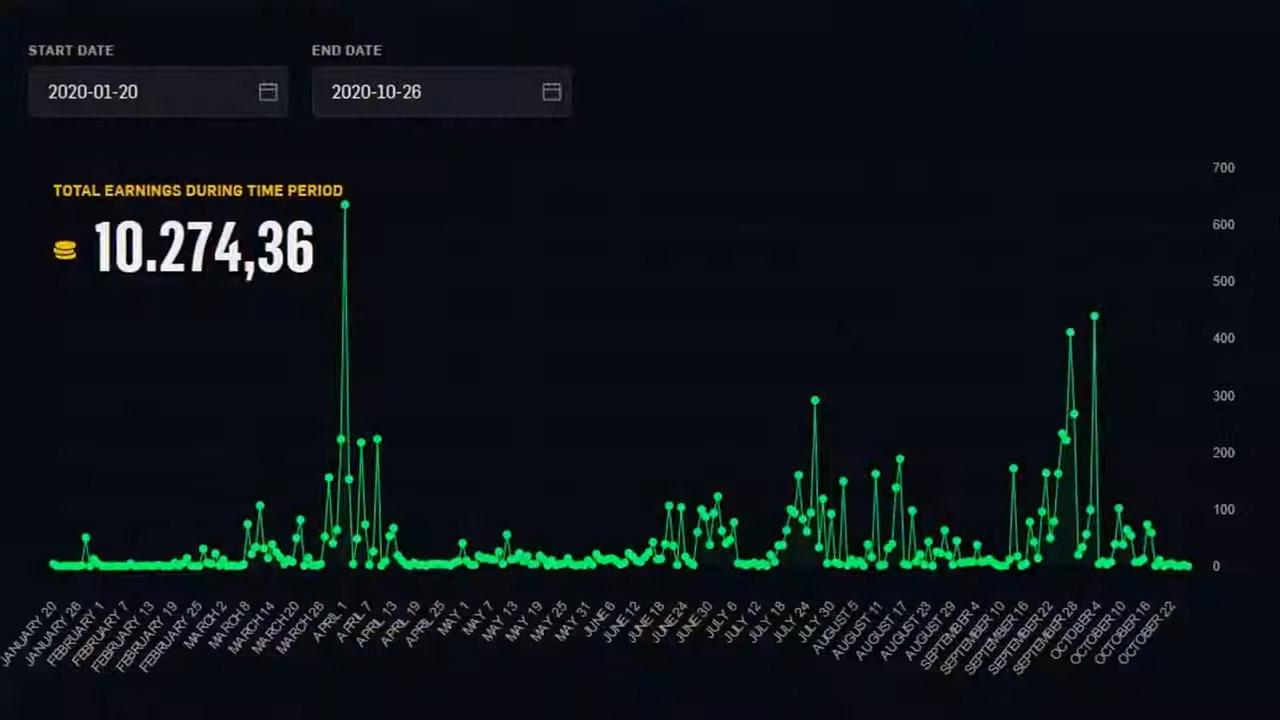 START DATE
END DATE
2020-01-20
2020-10-26
TOTAL EARNINGS DURING TIME PERIOD
10.274,36
700
600
500
400
300
200
100
0
JANUARY 20
JANUARY 26
FEBRUARY 1
FEBRUARY 7
FEBRUARY 13
FEBRUARY 19
FEBRUARY 25
MARCH 2
MARCH 8
MARCH 14
MARCH 20
MARCH 26
APRIL 1
APRIL 7
APRIL 13
APRIL 19
APRIL 25
MAY 1
MAY 7
MAY 13
MAY 19
MAY 25
MAY 31
JUNE 6
JUNE 12
JUNE 18
JUNE 24
JUNE 30
JULY 6
JULY 12
JULY 18
JULY 24
JULY 30
AUGUST 5
AUGUST 11
AUGUST 17
AUGUST 23
AUGUST 29
SEPTEMBER 4
SEPTEMBER 10
SEPTEMBER 16
SEPTEMBER 22
SEPTEMBER 28
OCTOBER 4
OCTOBER 10
OCTOBER 16
OCTOBER 22